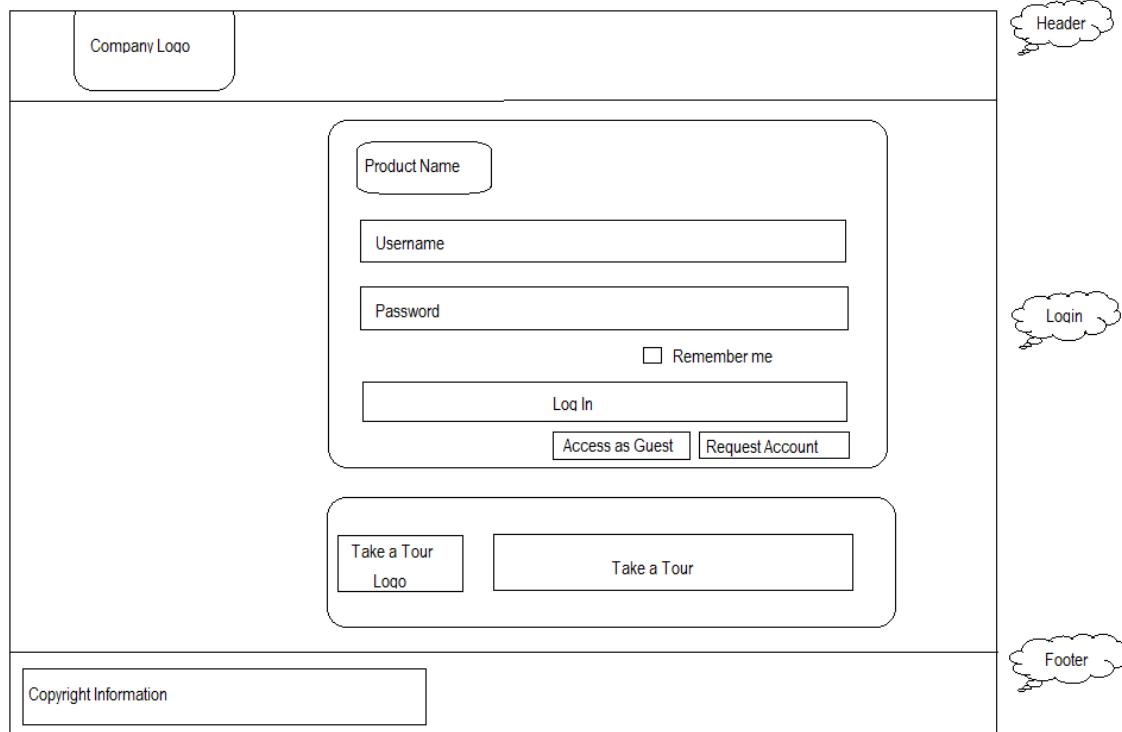 Company Logo
Header
Product Name
Username
Password
Login
Remember me
Log In
Access as Guest
Request Account
Take a Tour
Logo
Take a Tour
Footer
Copyright Information